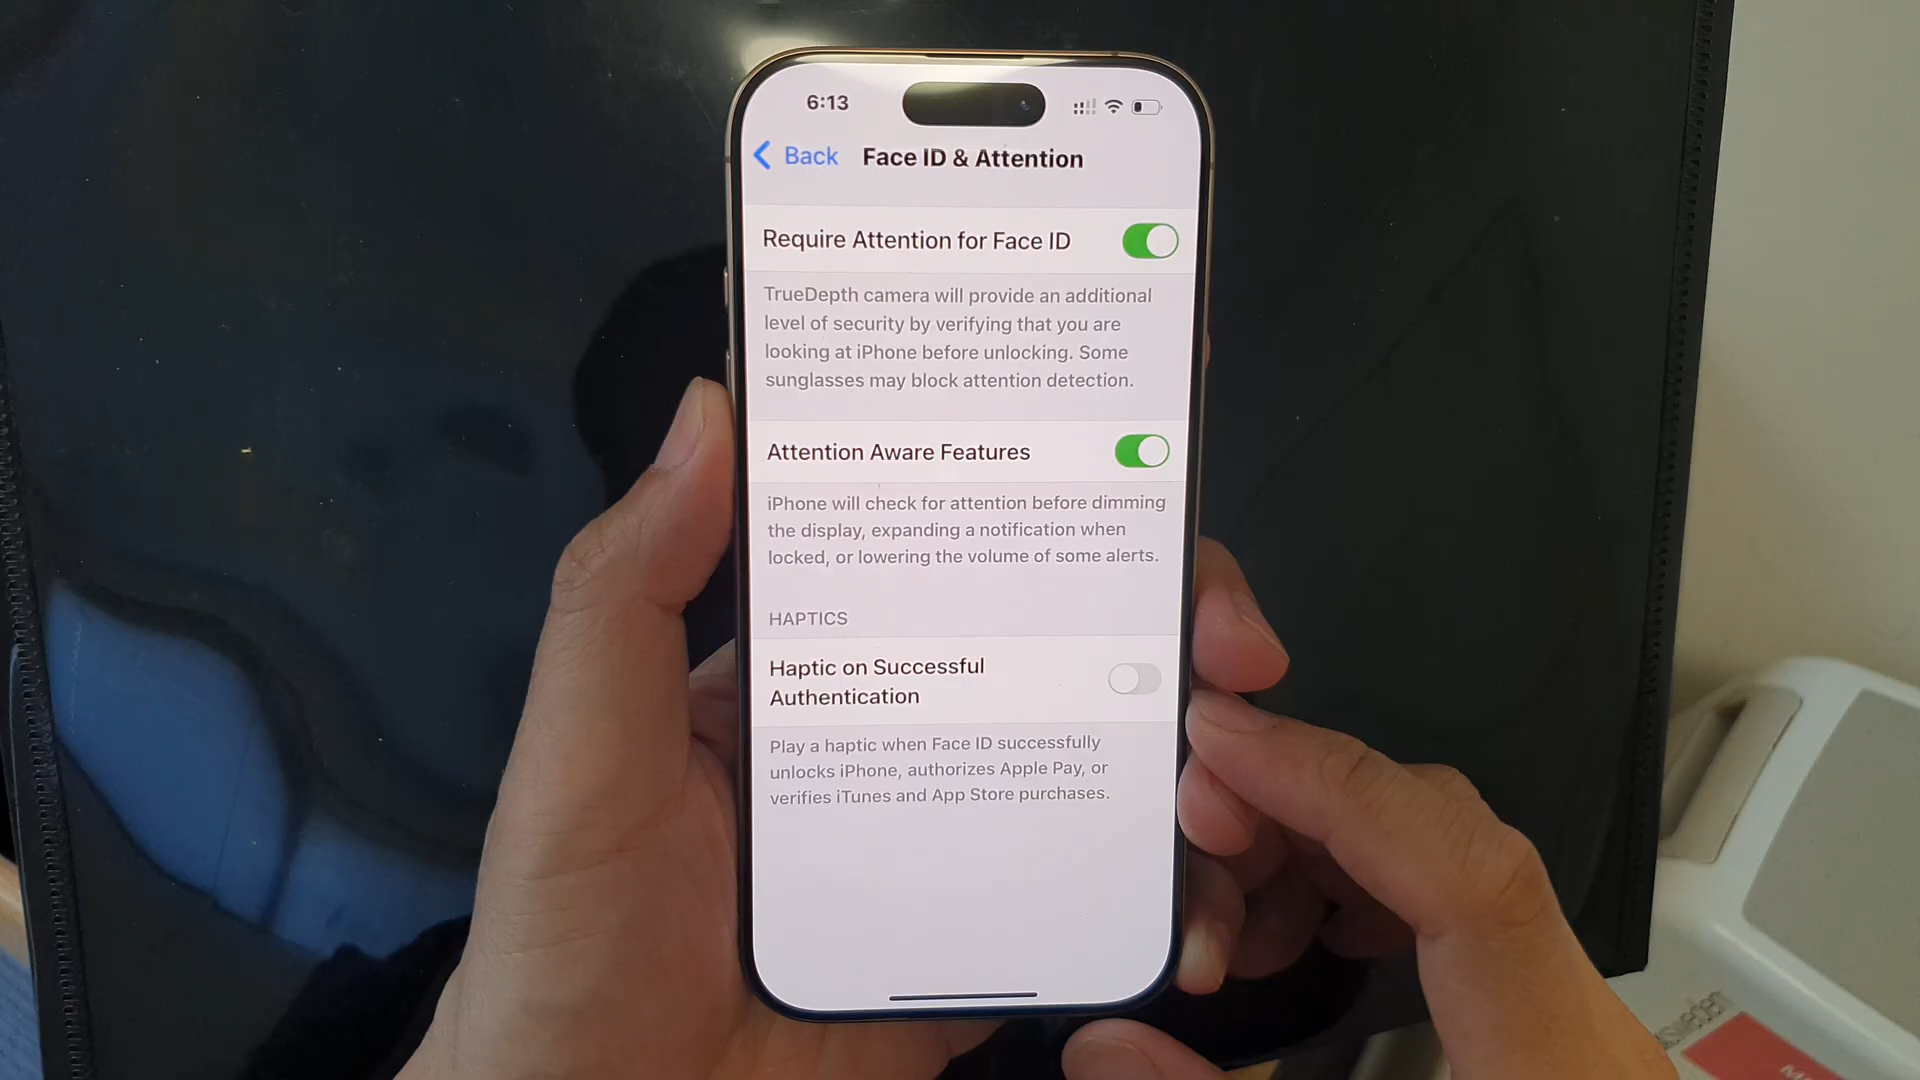 6:13
Back
Face ID & Attention
Require Attention for Face ID
TrueDepth camera will provide an additional
level of security by verifying that you are
looking at iPhone before unlocking. Some
sunglasses may block attention detection.
Attention Aware Features
iPhone will check for attention before dimming
the display, expanding a notification when
locked, or lowering the volume of some alerts.
HAPTICS
Haptic on Successful
Authentication
Play a haptic when Face ID successfully
unlocks iPhone, authorizes Apple Pay, or
verifies iTunes and App Store purchases.